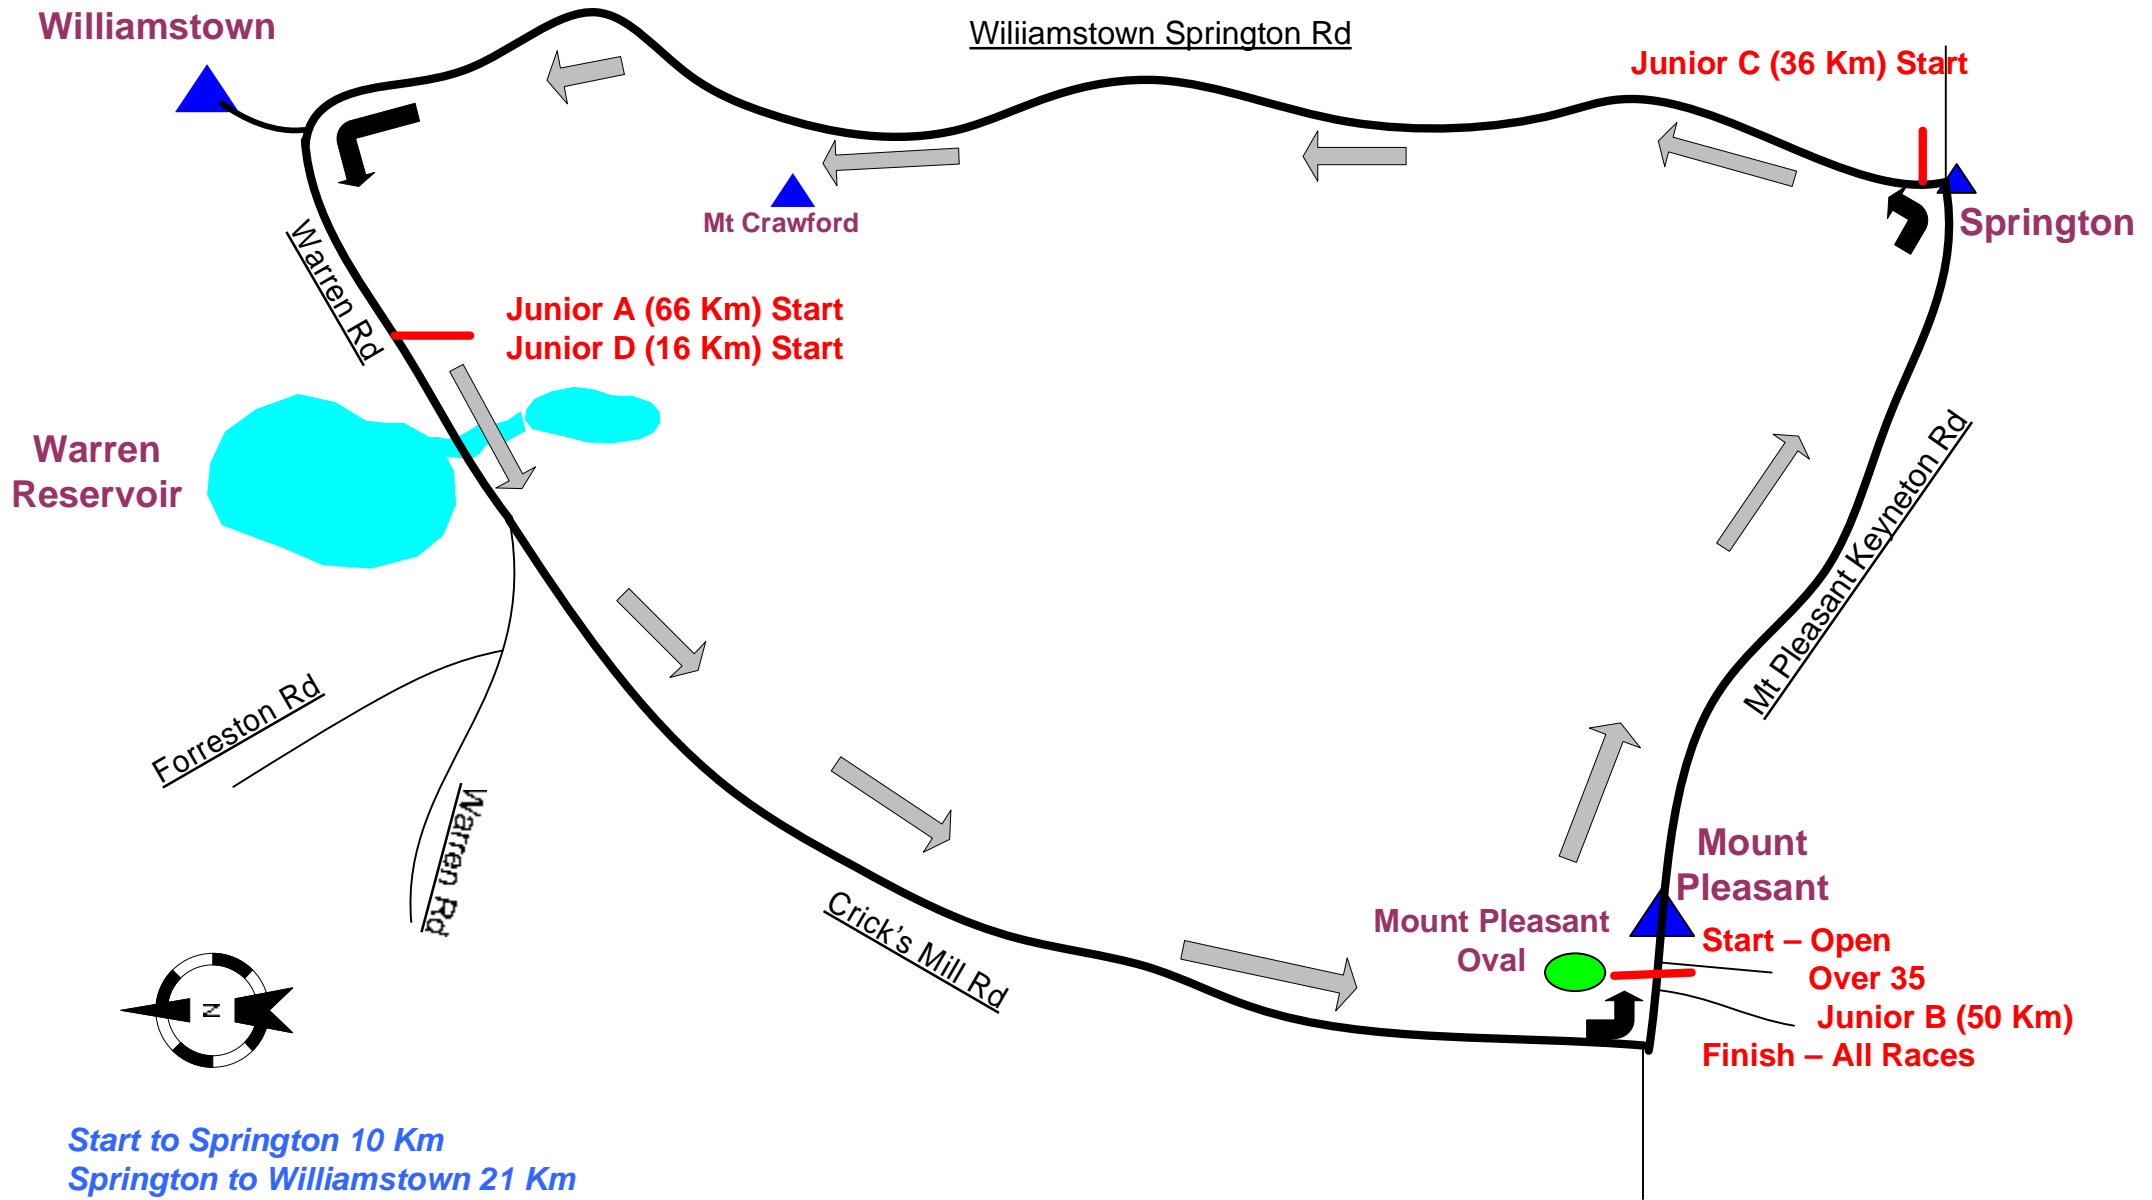 Williamstown
Wiliiamstown Springton Rd
Junior C (36 Km) Start
Mt Crawford
Springton
Warren Rd
Junior A (66 Km) Start
Junior D (16 Km) Start
Warren
Reservoir
Mt Pleasant Keyneton Rd
Forreston Rd
Warren Rd
Crick's Mill Rd
Mount
Pleasant
Mount Pleasant
Oval
Start – Open
Over 35
Junior B (50 Km)
Finish – All Races
N
Start to Springton 10 Km
Springton to Williamstown 21 Km